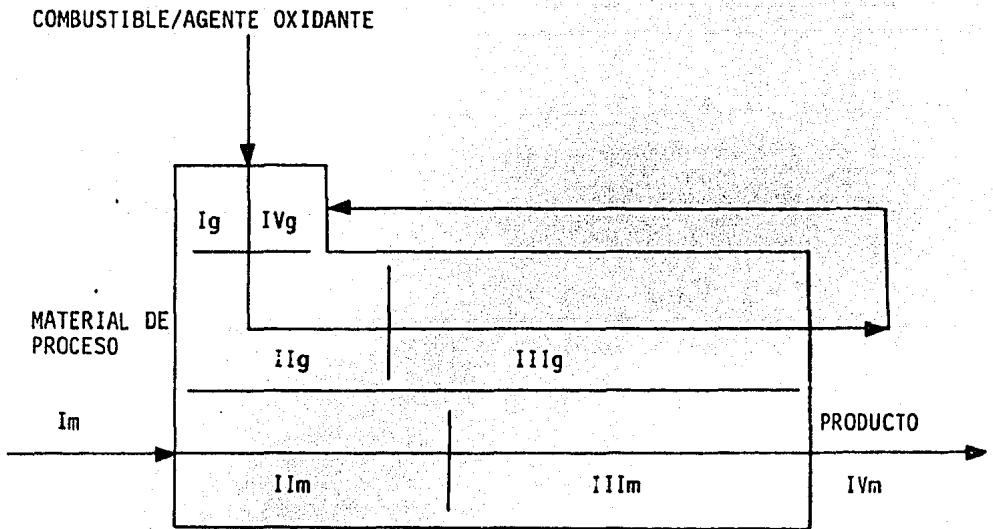 COMBUSTIBLE/AGENTE OXIDANTE
Ig IVg
MATERIAL DE
PROCESO
IIg IIIg
Im
PRODUCTO
IIm IIIm
IVm